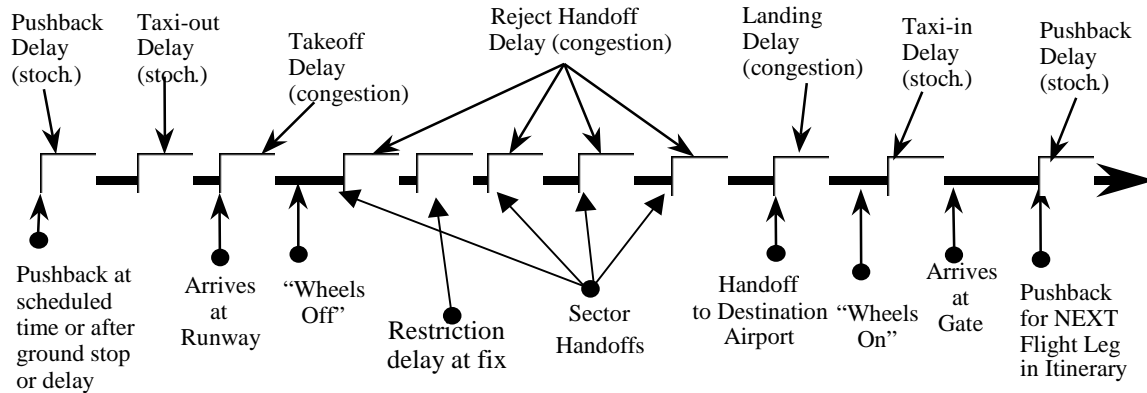 Pushback
Delay
(stoch.)
Taxi-out
Delay
(stoch.)
Takeoff
Delay
(congestion)
Reject Handoff
Delay (congestion)
Landing
Delay
(congestion)
Taxi-in
Delay
(stoch.)
Pushback
Delay
(stoch.)
Pushback at
scheduled
time or after
ground stop
or delay
Arrives
at
Runway
“Wheels
Off”
Restriction
delay at fix
Sector
Handoffs
Handoff
to Destination
Airport
“Wheels
On”
Arrives
at
Gate
Pushback
for NEXT
Flight Leg
in Itinerary